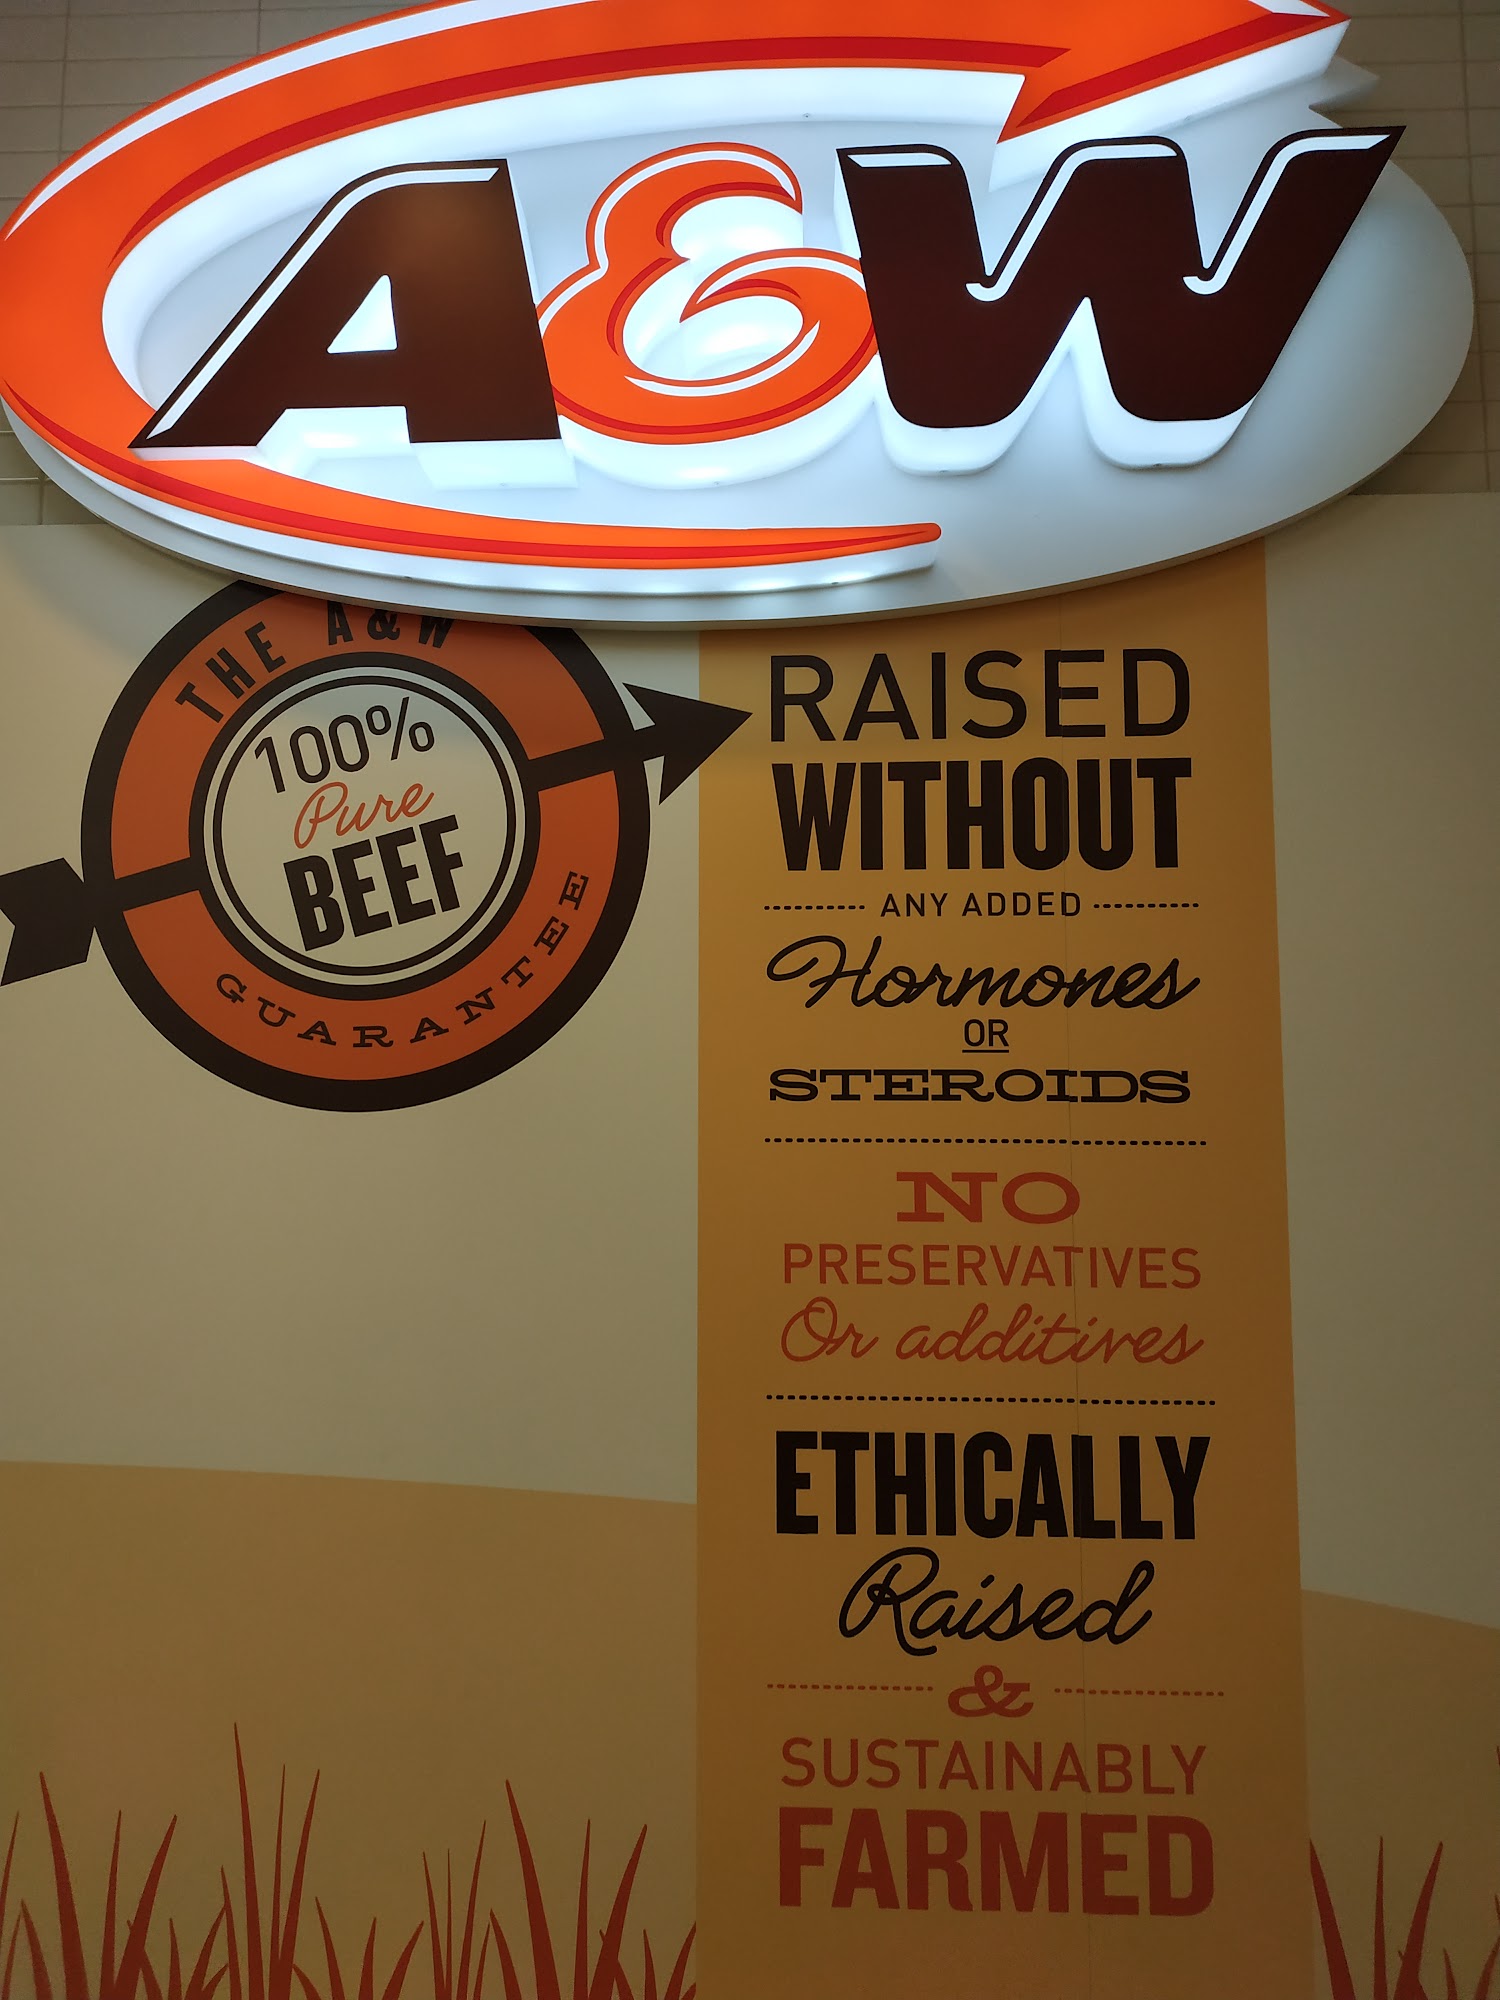 A&W
THE A&W
100%
Pure
BEEF
GUARANTEE
RAISED
WITHOUT
ANY ADDED
Hormones
OR
STEROIDS
NO
PRESERVATIVES
Or additives
ETHICALLY
Raised
&
SUSTAINABLY
FARMED